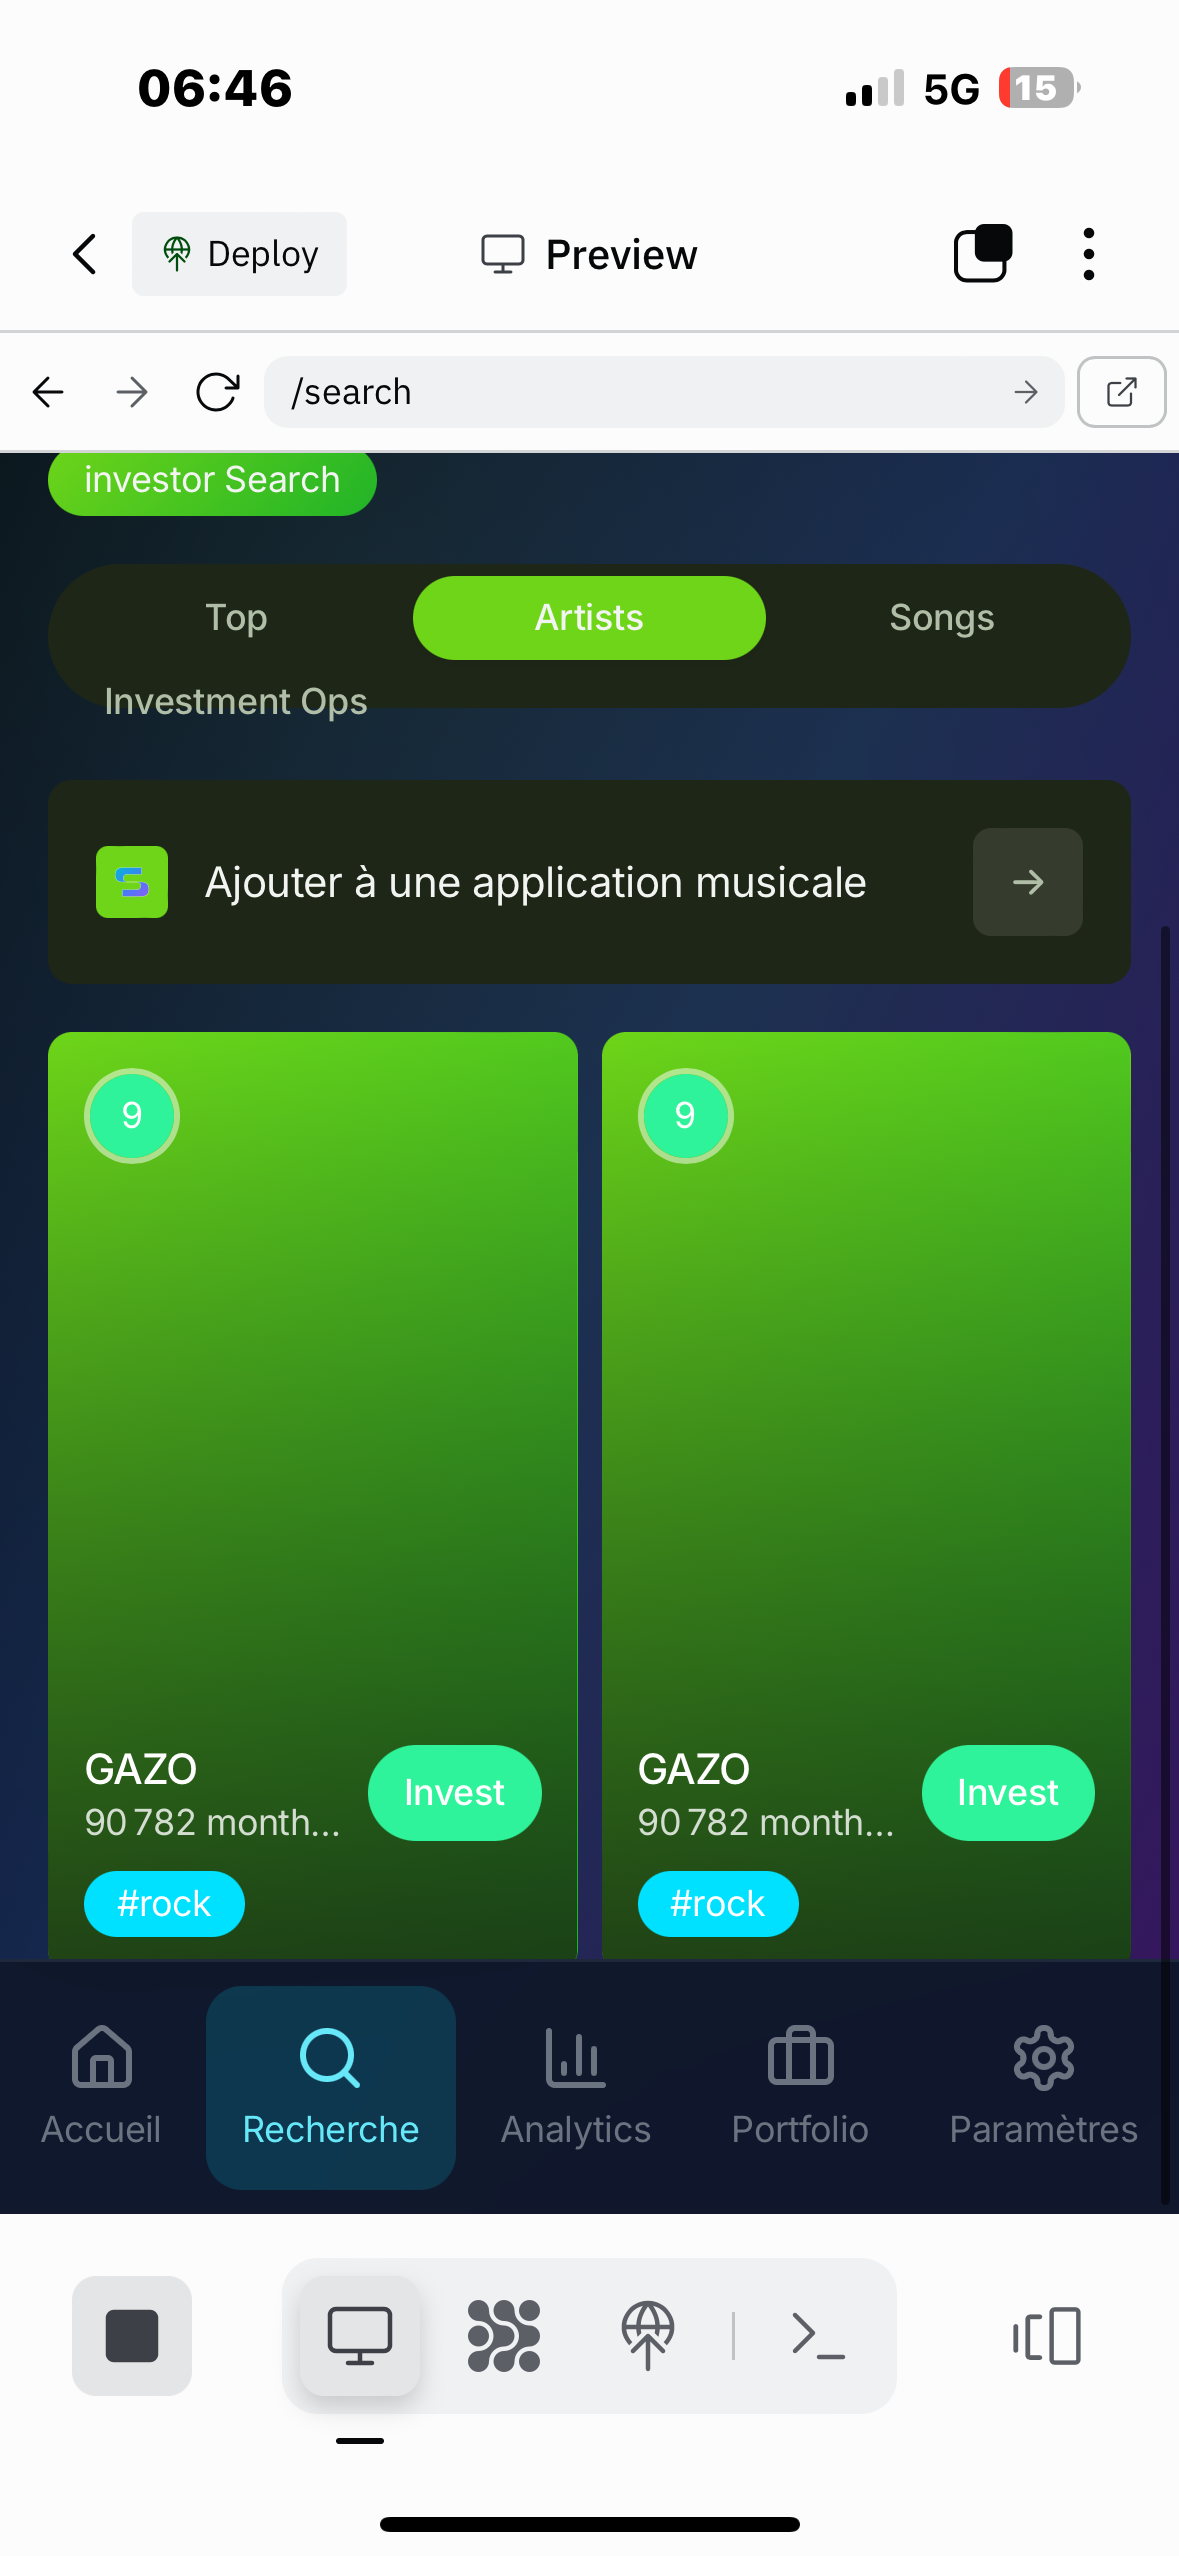 06:46
5G 15
Deploy
Preview
/search
investor Search
Top Artists Songs
Investment Ops
Ajouter à une application musicale
9
9
GAZO
90 782 month...
Invest
#rock
GAZO
90 782 month...
Invest
#rock
Accueil Recherche Analytics Portfolio Paramètres